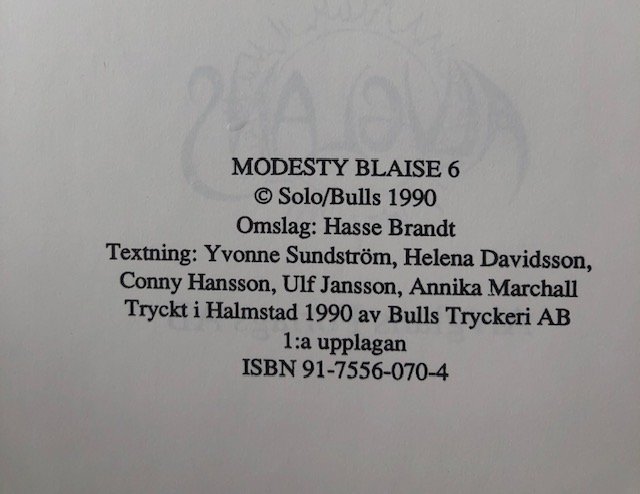 MODESTY BLAISE 6
© Solo/Bulls 1990
Omslag: Hasse Brandt
Textning: Yvonne Sundström, Helena Davidsson,
Conny Hansson, Ulf Jansson, Annika Marchall
Tryckt i Halmstad 1990 av Bulls Tryckeri AB
1:a upplagan
ISBN 91-7556-070-4